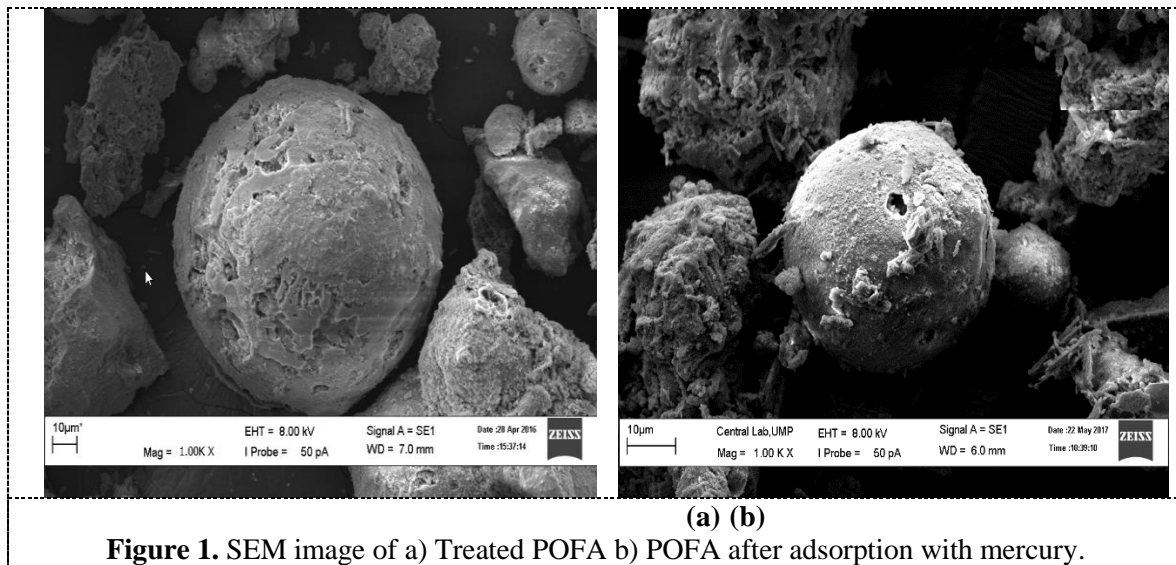 10µm
Mag = 1.00K X
EHT = 8.00 kV
I Probe = 50 pA
Signal A = SE1
WD = 7.0 mm
Date :28 Apr 2016
Time :15:37:14
ZEISS
10µm
Central Lab,UMP
Mag = 1.00 K X
EHT = 8.00 kV
I Probe = 50 pA
Signal A = SE1
WD = 6.0 mm
Date :22 May 2017
Time :10:39:10
ZEISS
(a) (b)
Figure 1. SEM image of a) Treated POFA b) POFA after adsorption with mercury.